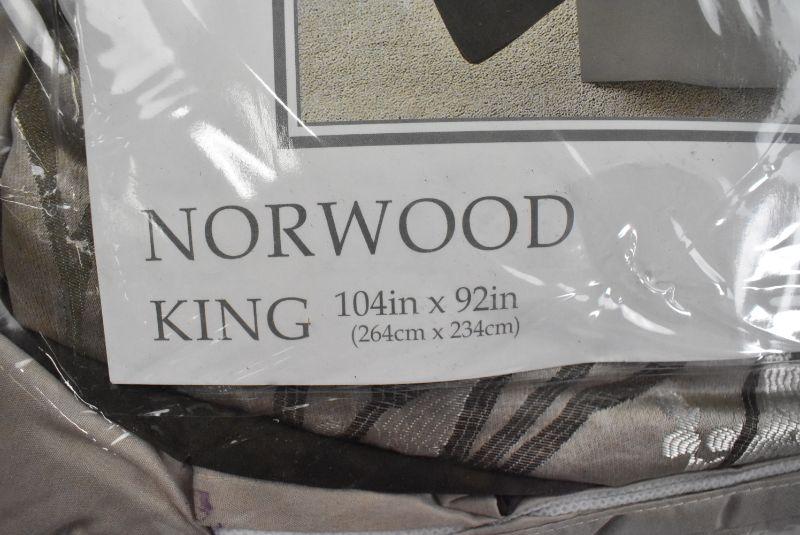 NORWOOD
KING 104in x 92in
(264cm x 234cm)